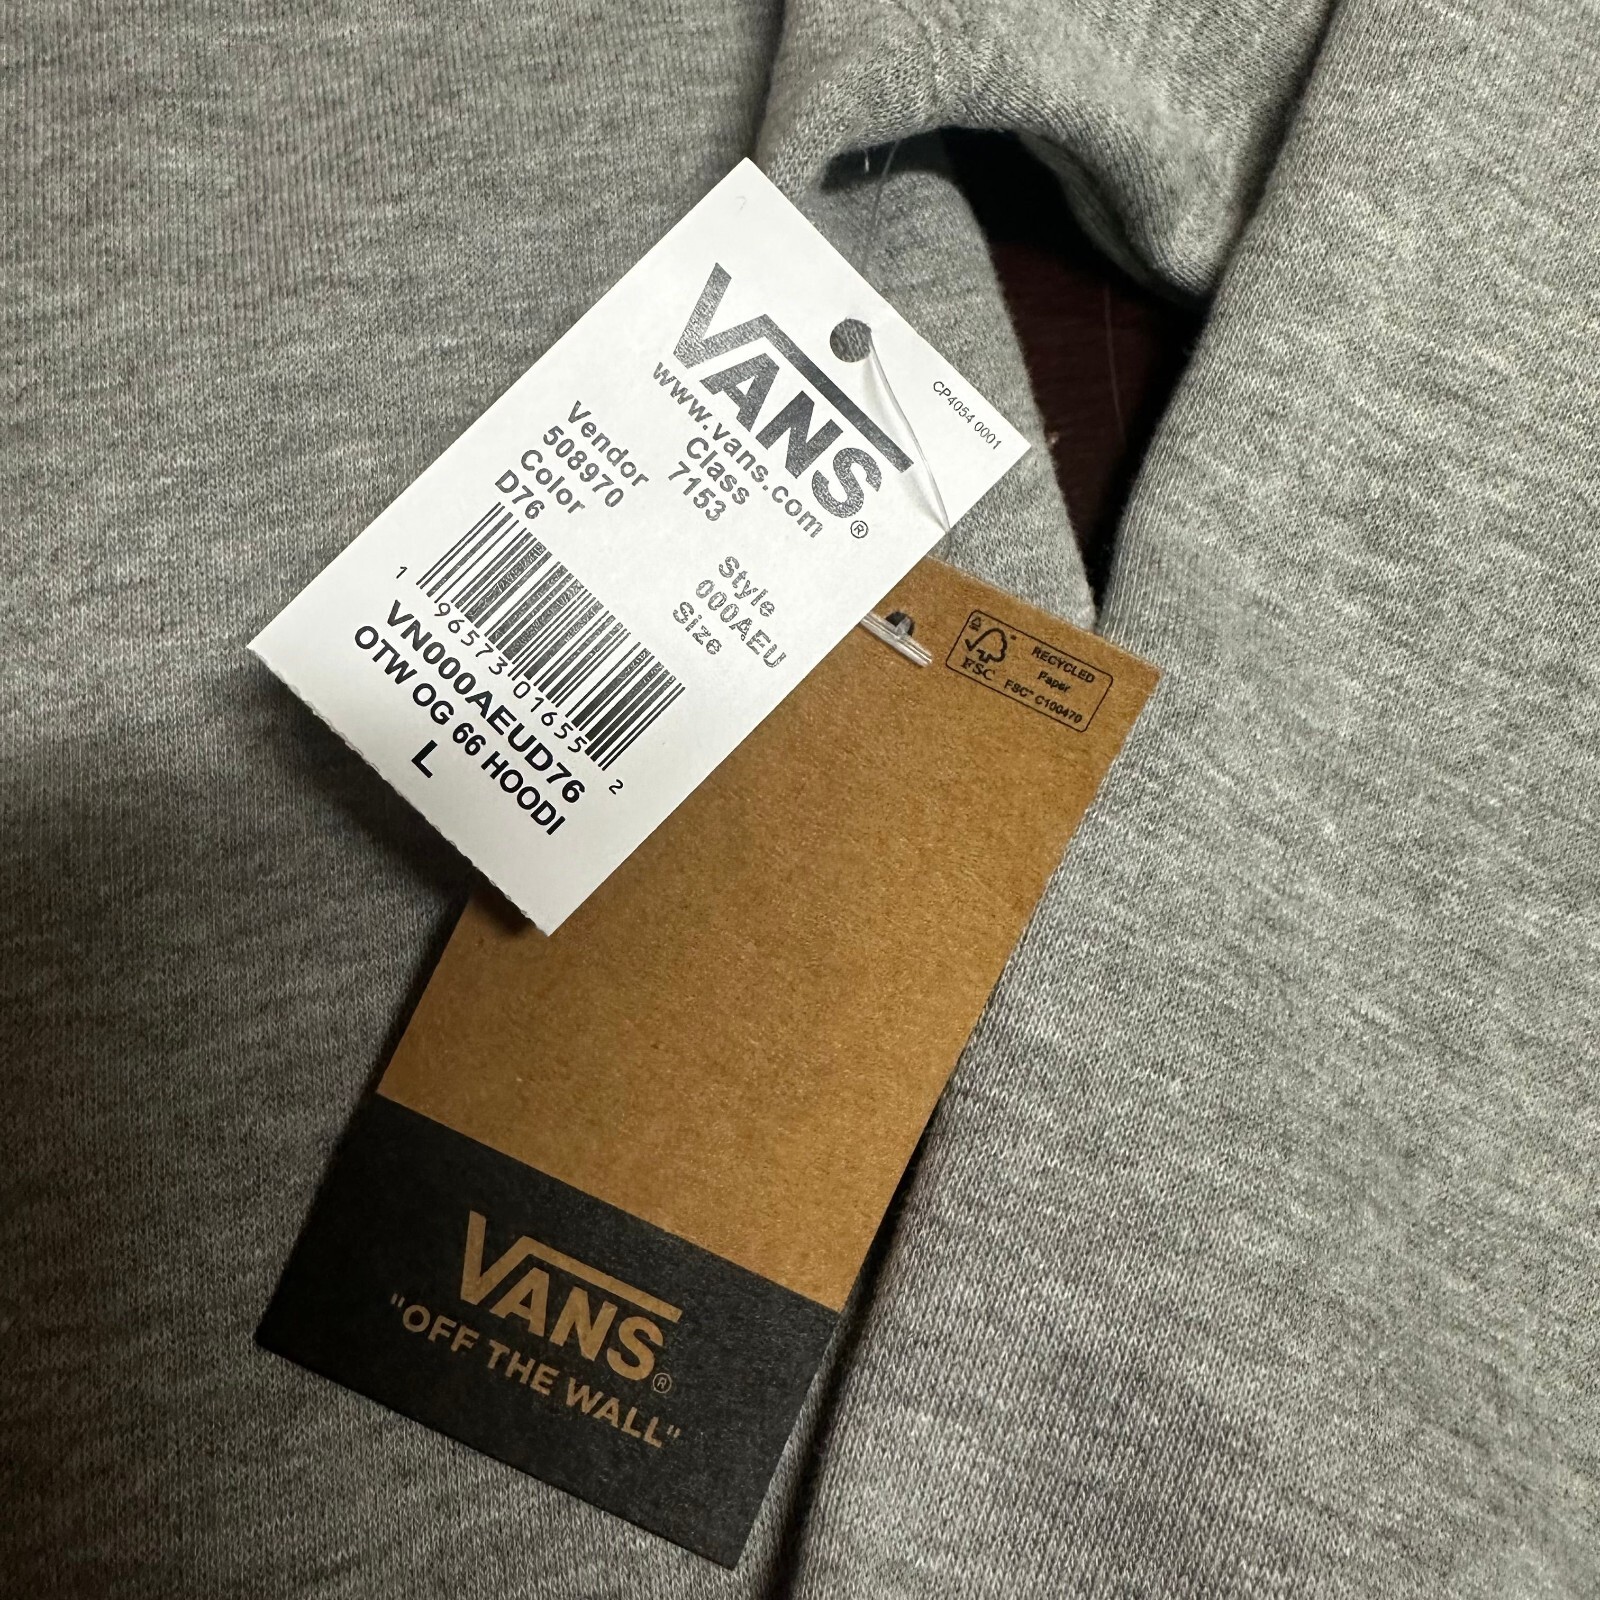 CP4054 0001
VANS®
www.vans.com
Vendor Class Style
508970 7153 000AEU
Color Size
D76
1 96573 01655 2
VN000AEUD76
OTW OG 66 HOODI
L
FSC
RECYCLED
Paper
FSC® C100470
VANS®
"OFF THE WALL"